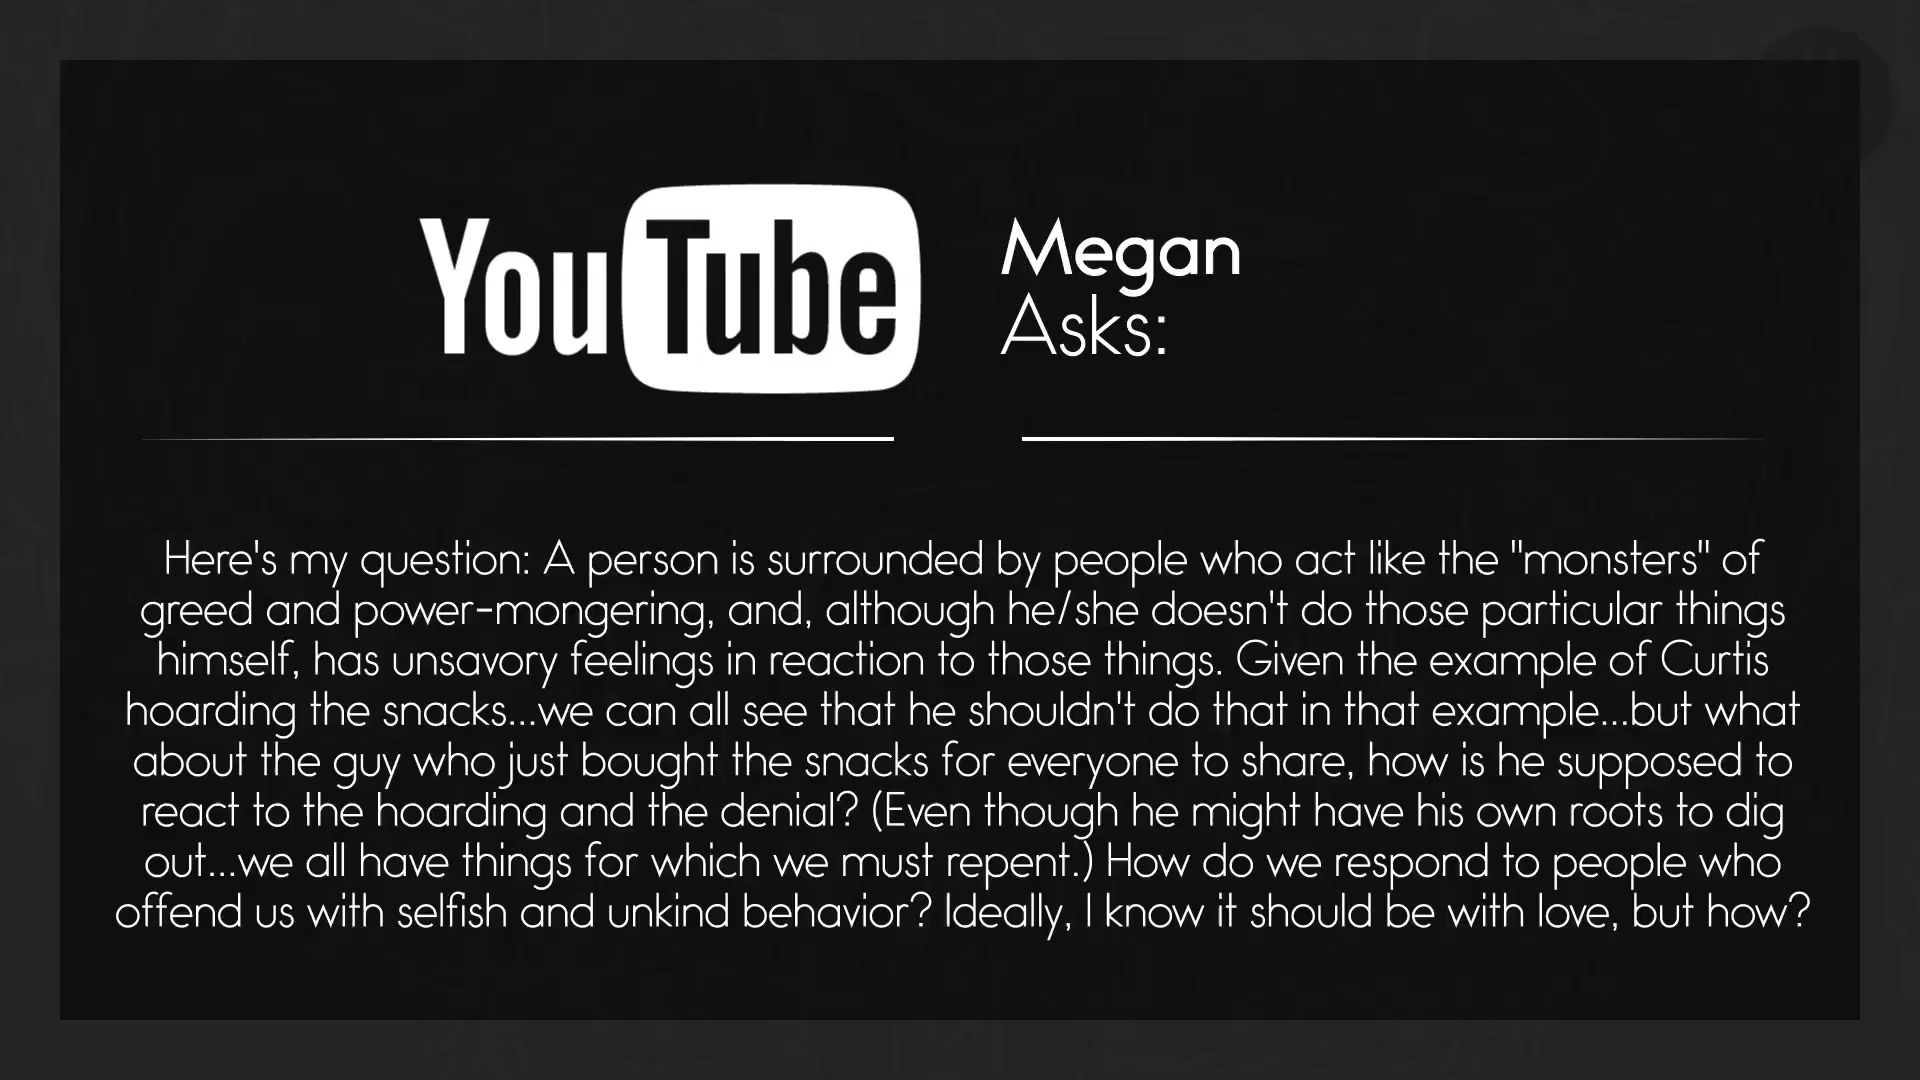 YouTube
Megan
Asks:
Here's my question: A person is surrounded by people who act like the "monsters" of
greed and power-mongering, and, although he/she doesn't do those particular things
himself, has unsavory feelings in reaction to those things. Given the example of Curtis
hoarding the snacks...we can all see that he shouldn't do that in that example...but what
about the guy who just bought the snacks for everyone to share, how is he supposed to
react to the hoarding and the denial? (Even though he might have his own roots to dig
out...we all have things for which we must repent.) How do we respond to people who
offend us with selfish and unkind behavior? Ideally, I know it should be with love, but how?